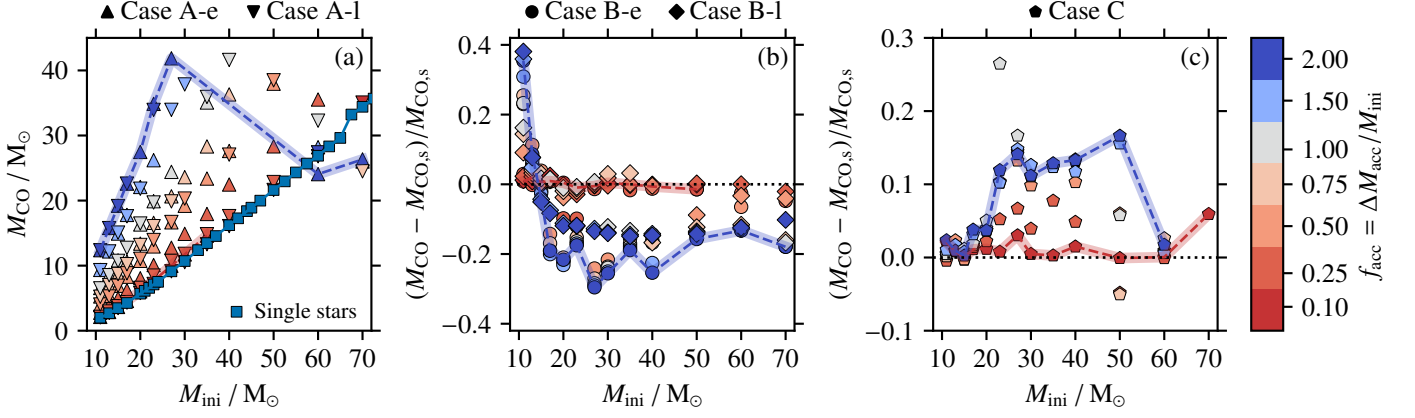 Case A-e Case A-l
(a)
M_CO / M_⊙
40
30
20
10
0
Single stars
10 20 30 40 50 60 70
M_ini / M_⊙
Case B-e Case B-l
(b)
(M_CO − M_CO,s)/M_CO,s
0.4
0.2
0.0
−0.2
−0.4
10 20 30 40 50 60 70
M_ini / M_⊙
Case C
(c)
(M_CO − M_CO,s)/M_CO,s
0.3
0.2
0.1
0.0
−0.1
10 20 30 40 50 60 70
M_ini / M_⊙
2.00
1.50
1.00
0.75
0.50
0.25
0.10
f_acc = ΔM_acc/M_ini